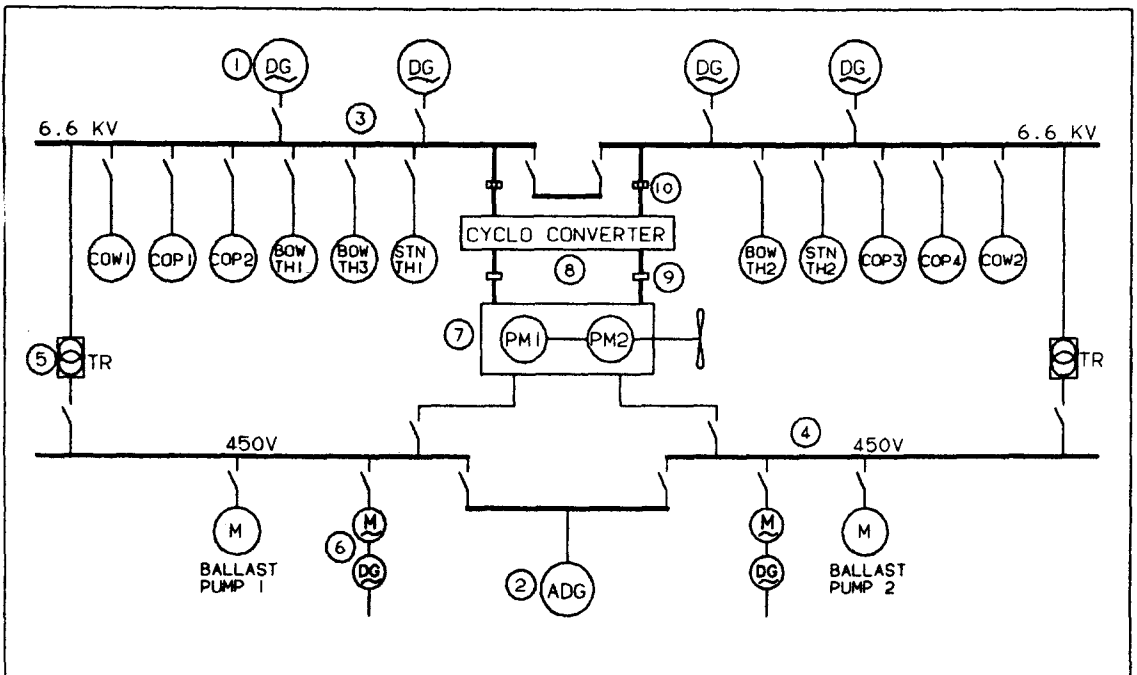 1 DG DG DG DG
6.6 KV 3 6.6 KV
10
CYCLO CONVERTER
COW1 COP1 COP2 BOW TH1 BOW TH3 STN TH1 BOW TH2 STN TH2 COP3 COP4 COW2
8 9
7 PM1 PM2
5 TR TR
450V 4 450V
M M M M
6
DG DG
BALLAST PUMP 1
2 ADG
BALLAST PUMP 2